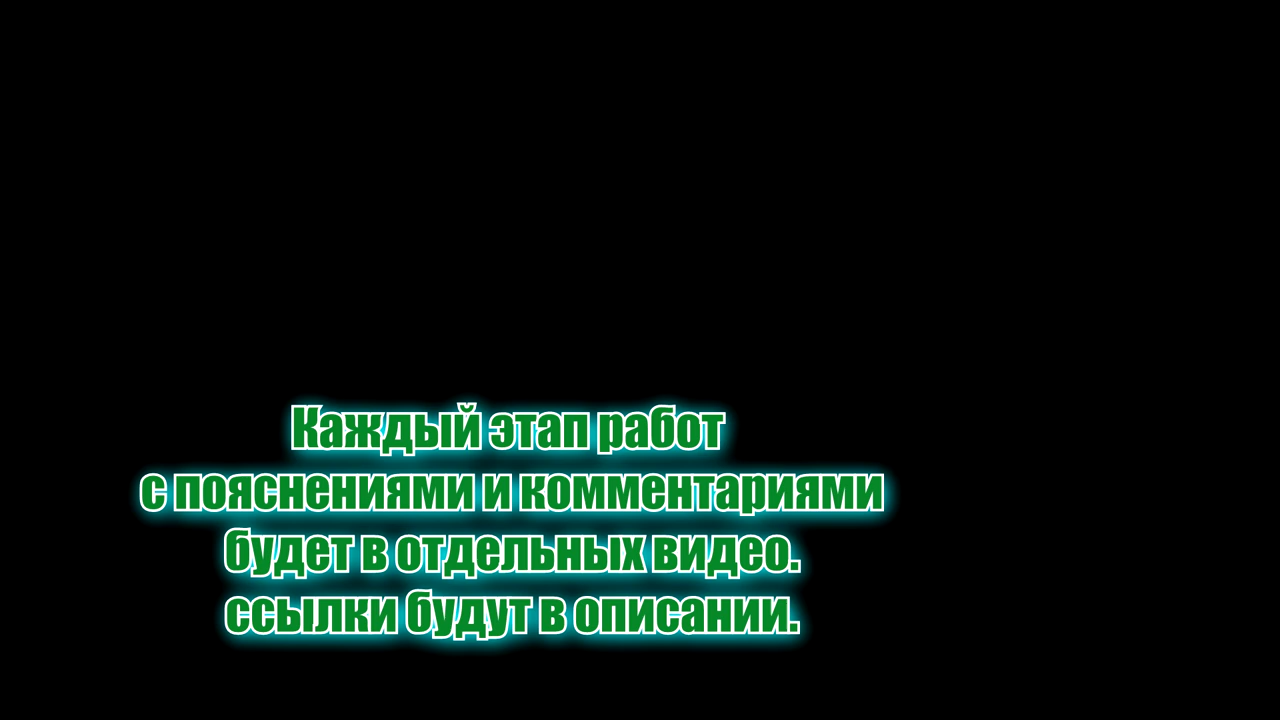 Каждый этап работ
с пояснениями и комментариями
будет в отдельных видео.
ссылки будут в описании.